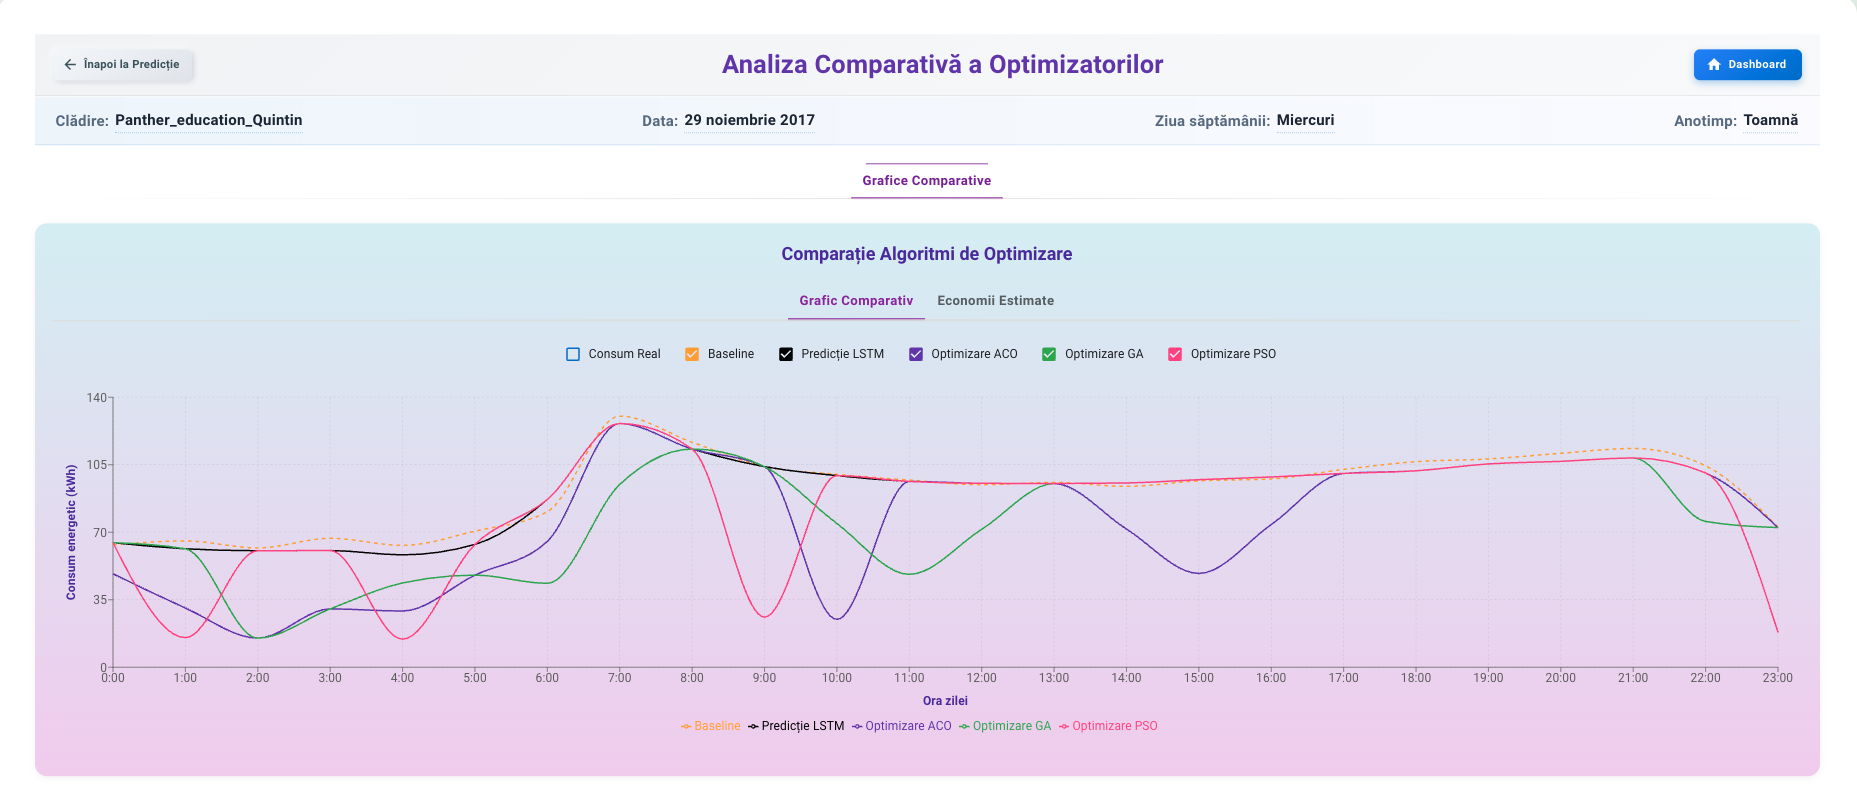 Înapoi la Predicție
Analiza Comparativă a Optimizatorilor
Dashboard
Clădire: Panther_education_Quintin
Data: 29 noiembrie 2017
Ziua săptămânii: Miercuri
Anotimp: Toamnă
Grafice Comparative
Comparație Algoritmi de Optimizare
Grafic Comparativ Economii Estimate
Consum Real Baseline Predicție LSTM Optimizare ACO Optimizare GA Optimizare PSO
Consum energetic (kWh)
140
105
70
35
0
0:00 1:00 2:00 3:00 4:00 5:00 6:00 7:00 8:00 9:00 10:00 11:00 12:00 13:00 14:00 15:00 16:00 17:00 18:00 19:00 20:00 21:00 22:00 23:00
Ora zilei
Baseline Predicție LSTM Optimizare ACO Optimizare GA Optimizare PSO